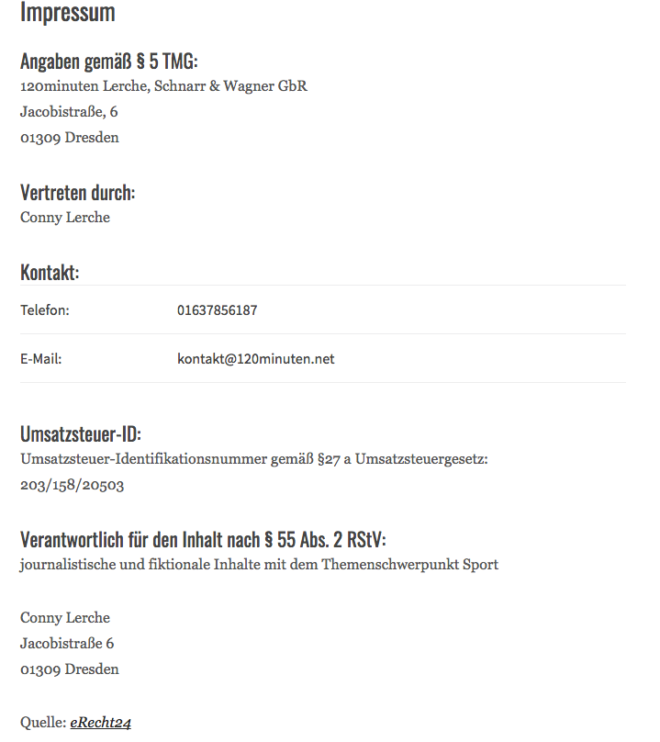 Impressum
Angaben gemäß § 5 TMG:
120minuten Lerche, Schnarr & Wagner GbR
Jacobistraße, 6
01309 Dresden
Vertreten durch:
Conny Lerche
Kontakt:
Telefon: 01637856187
E-Mail: kontakt@120minuten.net
Umsatzsteuer-ID:
Umsatzsteuer-Identifikationsnummer gemäß §27 a Umsatzsteuergesetz:
203/158/20503
Verantwortlich für den Inhalt nach § 55 Abs. 2 RStV:
journalistische und fiktionale Inhalte mit dem Themenschwerpunkt Sport
Conny Lerche
Jacobistraße 6
01309 Dresden
Quelle: eRecht24